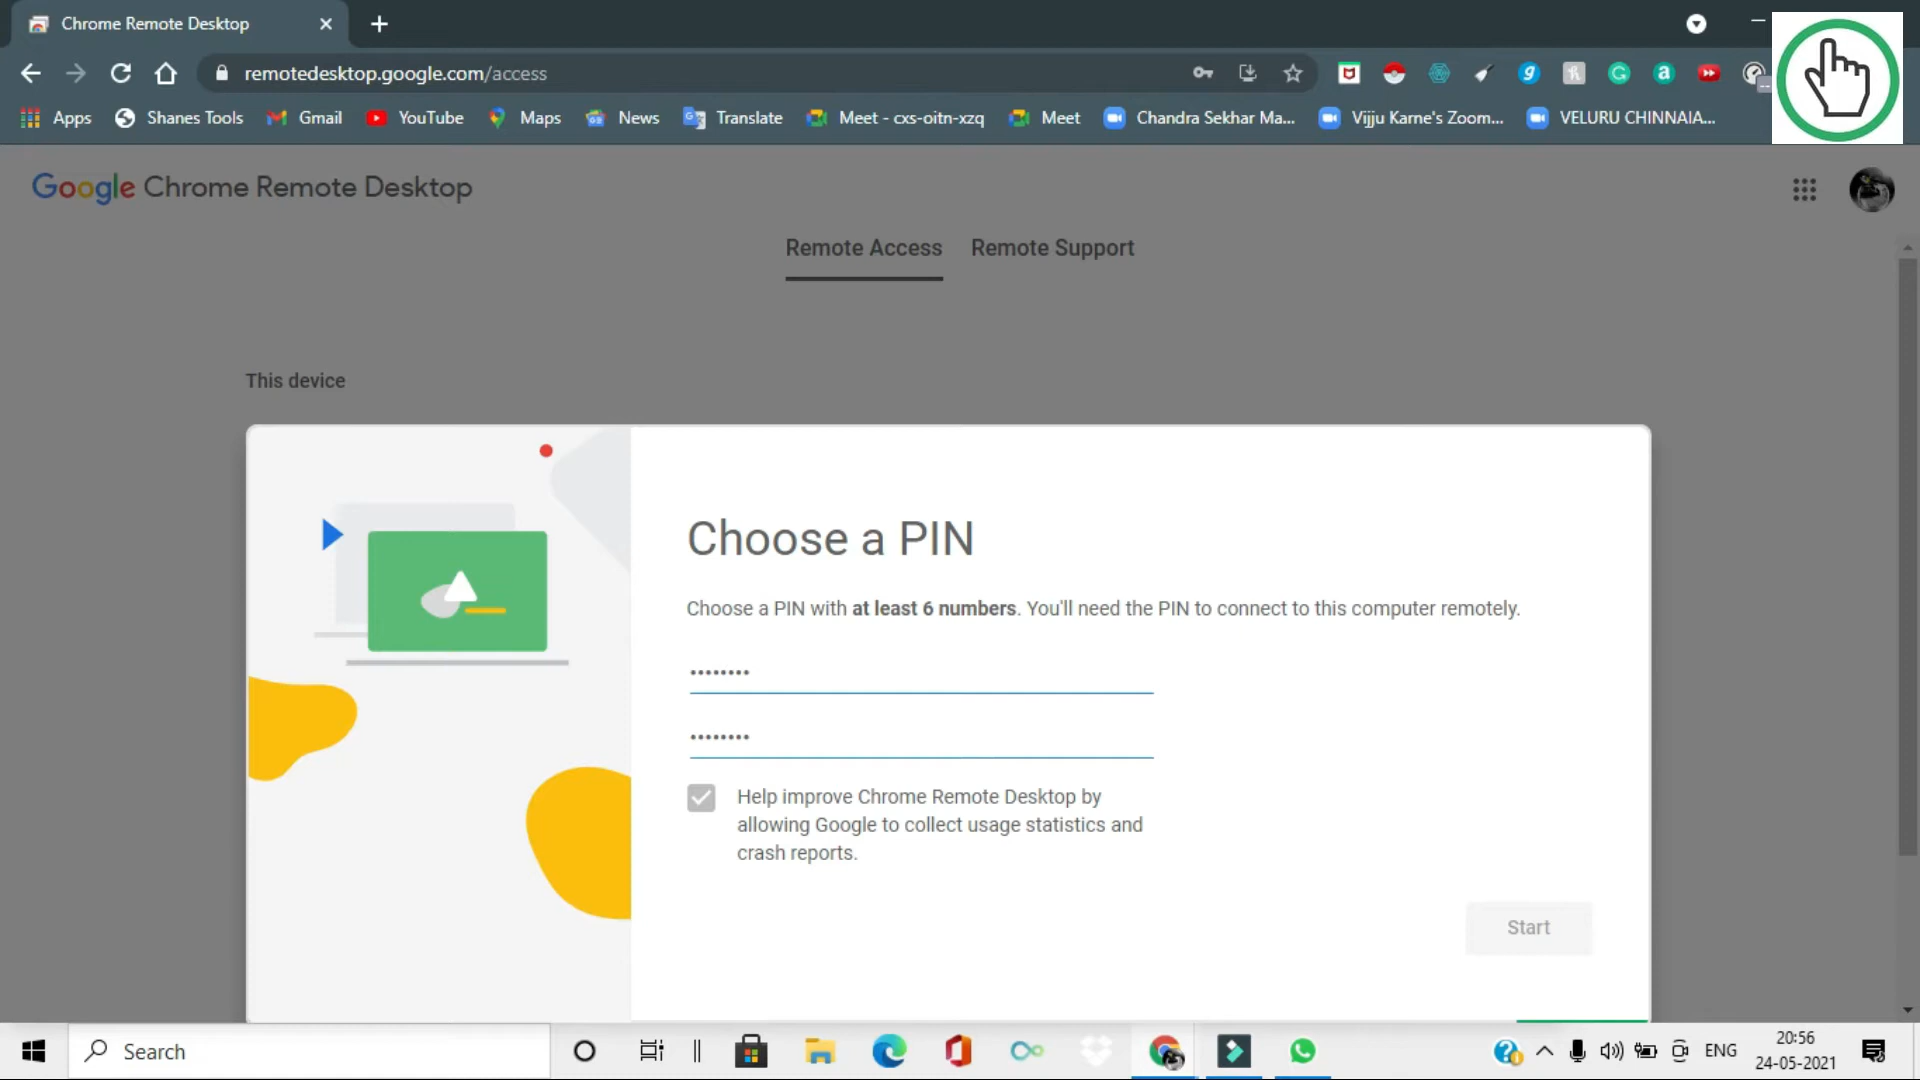 Chrome Remote Desktop
remotedesktop.google.com/access
Apps Shanes Tools Gmail YouTube Maps News Translate Meet - cxs-oitn-xzq Meet Chandra Sekhar Ma... Vijju Karne's Zoom... VELURU CHINNAIA...
Google Chrome Remote Desktop
Remote Access Remote Support
This device
Choose a PIN
Choose a PIN with at least 6 numbers. You'll need the PIN to connect to this computer remotely.
••••••••
••••••••
Help improve Chrome Remote Desktop by
allowing Google to collect usage statistics and
crash reports.
Start
Search
ENG
20:56
24-05-2021